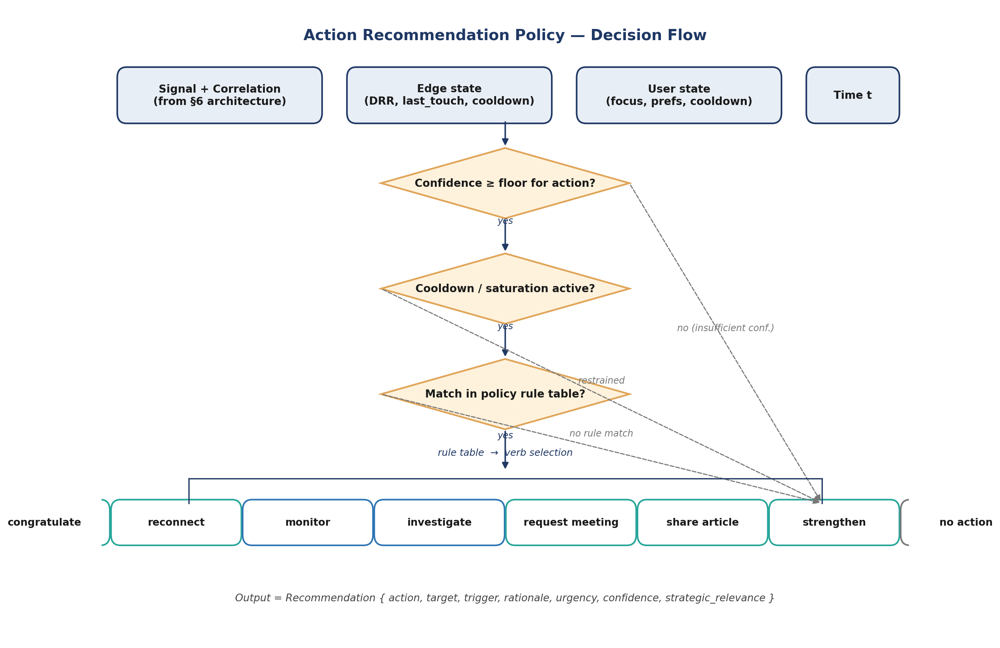 Action Recommendation Policy — Decision Flow
Signal + Correlation
(from §6 architecture)
Edge state
(DRR, last_touch, cooldown)
User state
(focus, prefs, cooldown)
Time t
Confidence ≥ floor for action?
yes
Cooldown / saturation active?
yes
no (insufficient conf.)
restrained
Match in policy rule table?
no rule match
yes
rule table → verb selection
congratulate
reconnect
monitor
investigate
request meeting
share article
strengthen
no action
Output = Recommendation { action, target, trigger, rationale, urgency, confidence, strategic_relevance }